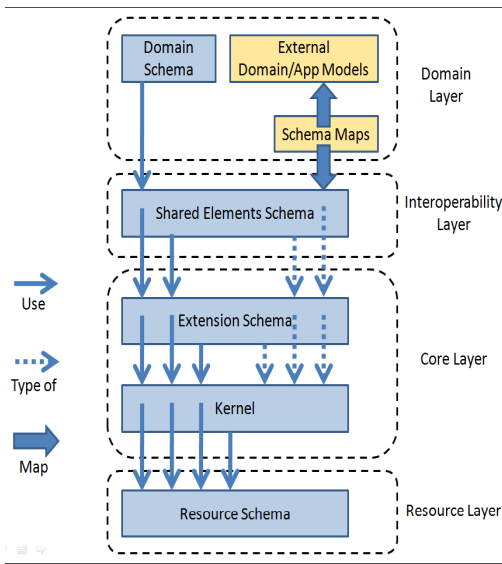 Domain
Schema
External
Domain/App Models
Schema Maps
Domain
Layer
Shared Elements Schema
Interoperability
Layer
Use
Type of
Map
Extension Schema
Kernel
Core Layer
Resource Schema
Resource Layer